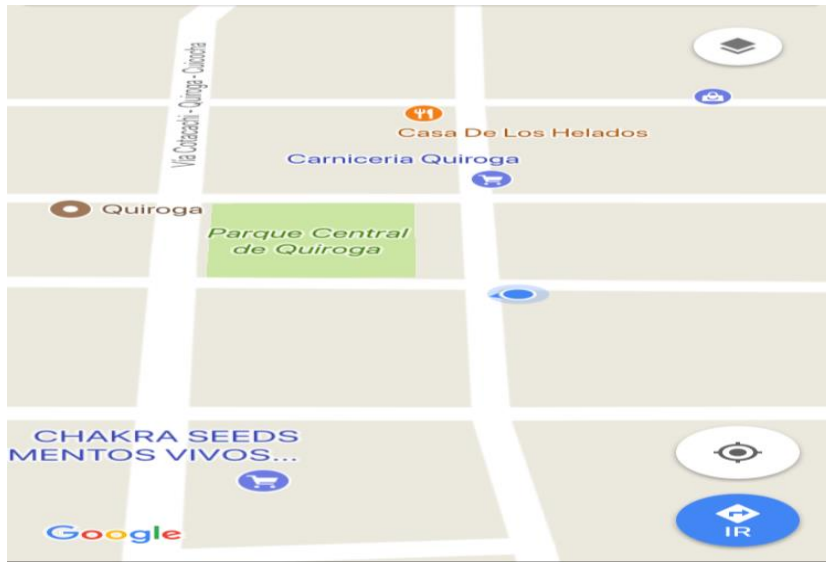 Vía Cotacachi - Quiroga - Cuicocha
Casa De Los Helados
Carniceria Quiroga
Quiroga
Parque Central
de Quiroga
CHAKRA SEEDS
MENTOS VIVOS...
Google
IR